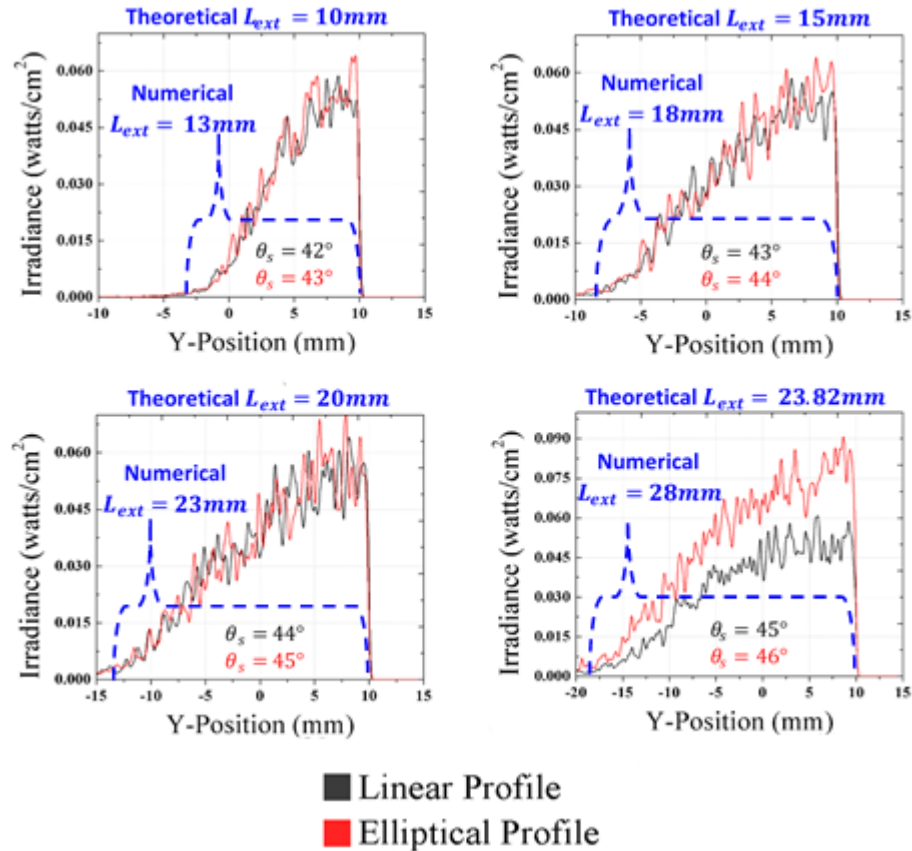 Theoretical L_ext = 10mm
Irradiance (watts/cm²)
0.060
0.045
0.030
0.015
0.000
Numerical
L_ext = 13mm
θ_s = 42°
θ_s = 43°
-10 -5 0 5 10 15
Y-Position (mm)
Theoretical L_ext = 15mm
Irradiance (watts/cm²)
0.060
0.045
0.030
0.015
0.000
Numerical
L_ext = 18mm
θ_s = 43°
θ_s = 44°
-10 -5 0 5 10 15
Y-Position (mm)
Theoretical L_ext = 20mm
Irradiance (watts/cm²)
0.060
0.045
0.030
0.015
0.000
Numerical
L_ext = 23mm
θ_s = 44°
θ_s = 45°
-15 -10 -5 0 5 10 15
Y-Position (mm)
Theoretical L_ext = 23.82mm
Irradiance (watts/cm²)
0.090
0.075
0.060
0.045
0.030
0.015
0.000
Numerical
L_ext = 28mm
θ_s = 45°
θ_s = 46°
-20 -15 -10 -5 0 5 10 15
Y-Position (mm)
Linear Profile
Elliptical Profile